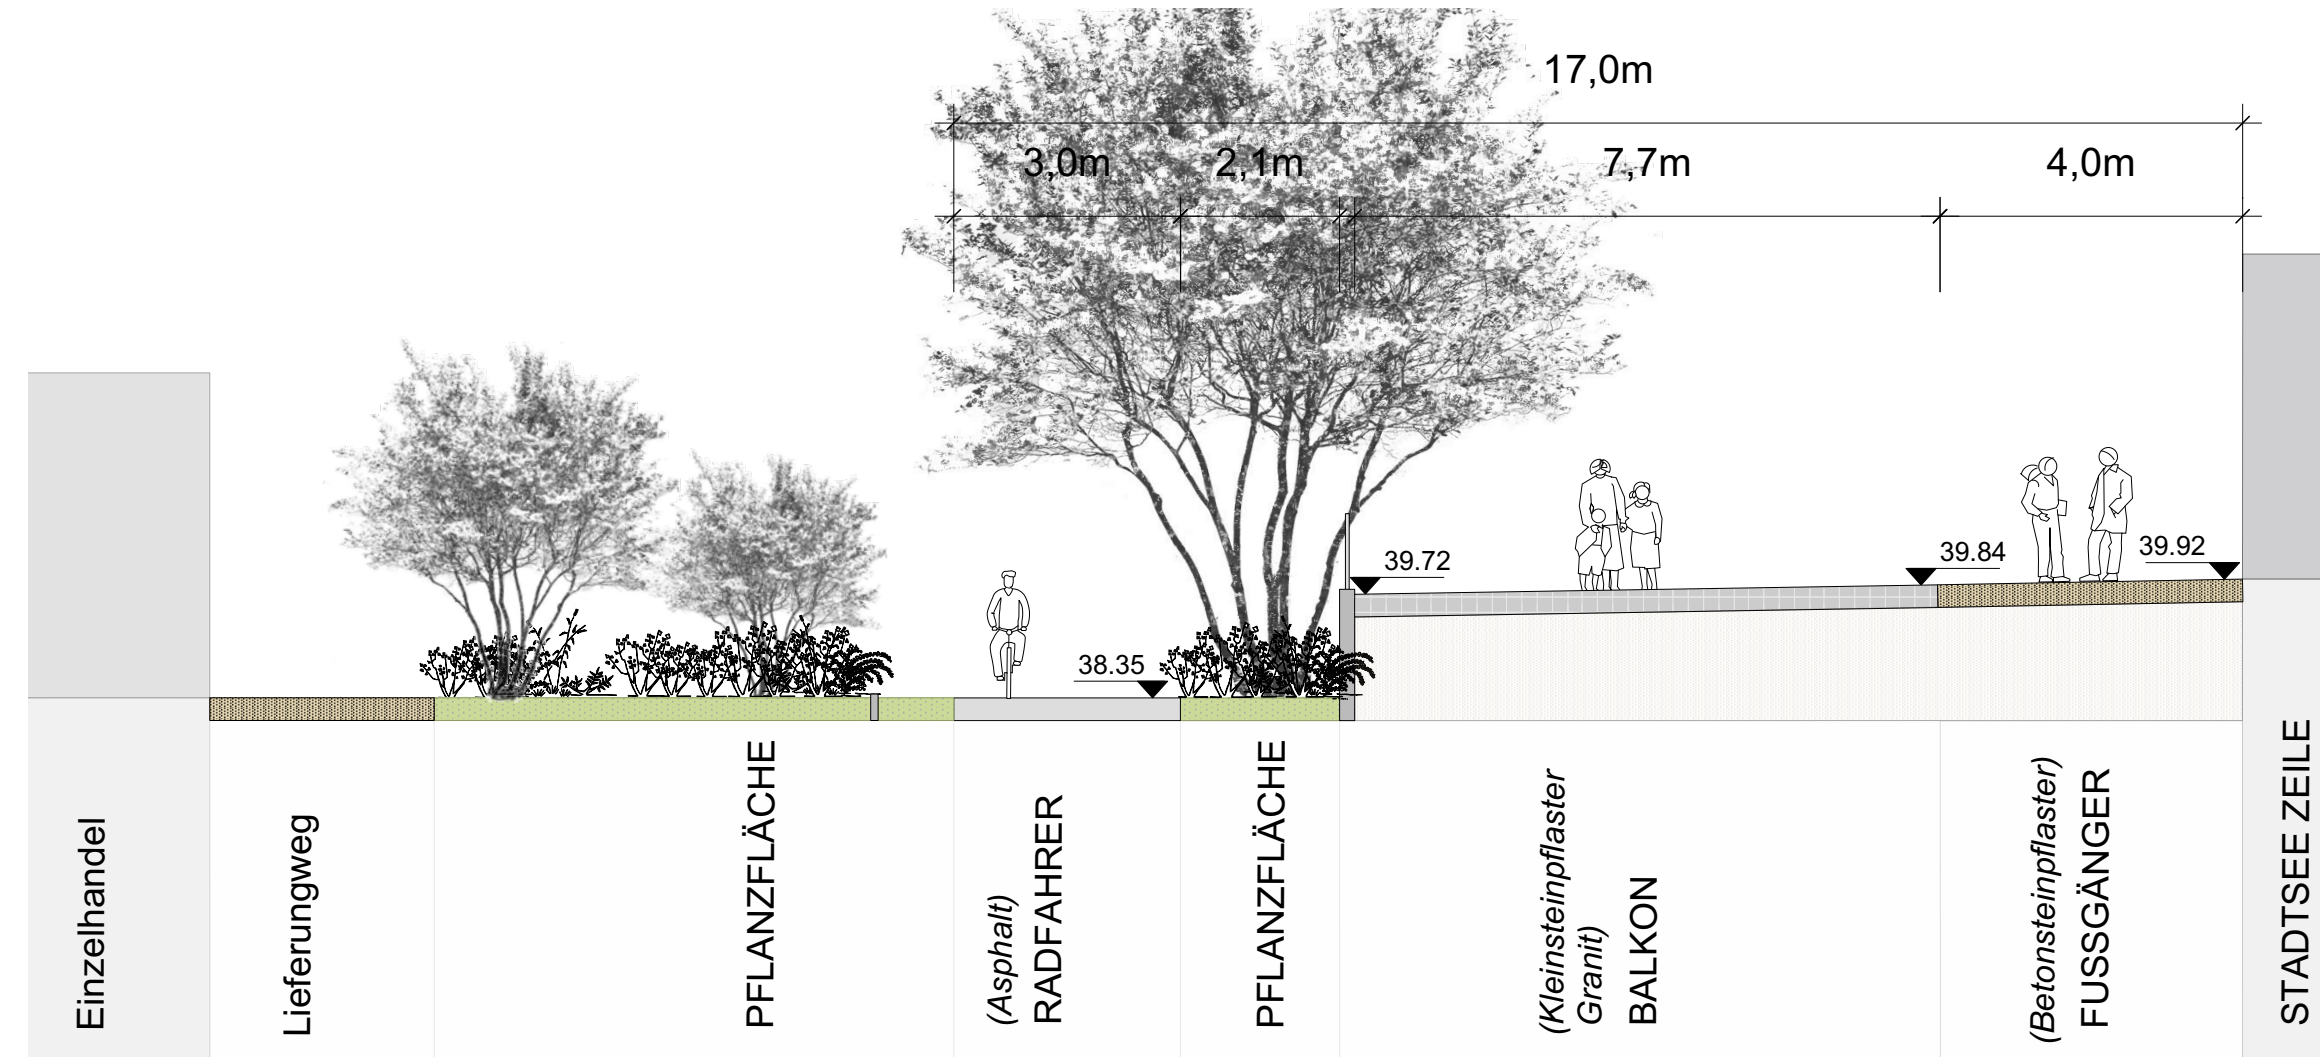 17,0m
3,0m
2,1m
7,7m
4,0m
39.72
39.84
39.92
38.35
Einzelhandel
Lieferungweg
PFLANZFLÄCHE
(Asphalt)
RADFAHRER
PFLANZFLÄCHE
(Kleinsteinpflaster
Granit)
BALKON
(Betonsteinpflaster)
FUSSGÄNGER
STADTSEE ZEILE